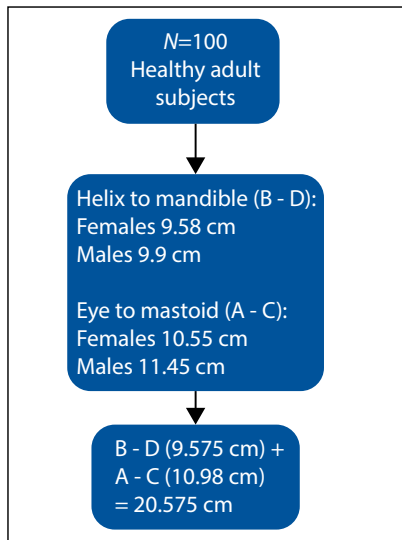 N=100
Healthy adult
subjects
Helix to mandible (B - D):
Females 9.58 cm
Males 9.9 cm
Eye to mastoid (A - C):
Females 10.55 cm
Males 11.45 cm
B - D (9.575 cm) +
A - C (10.98 cm)
= 20.575 cm